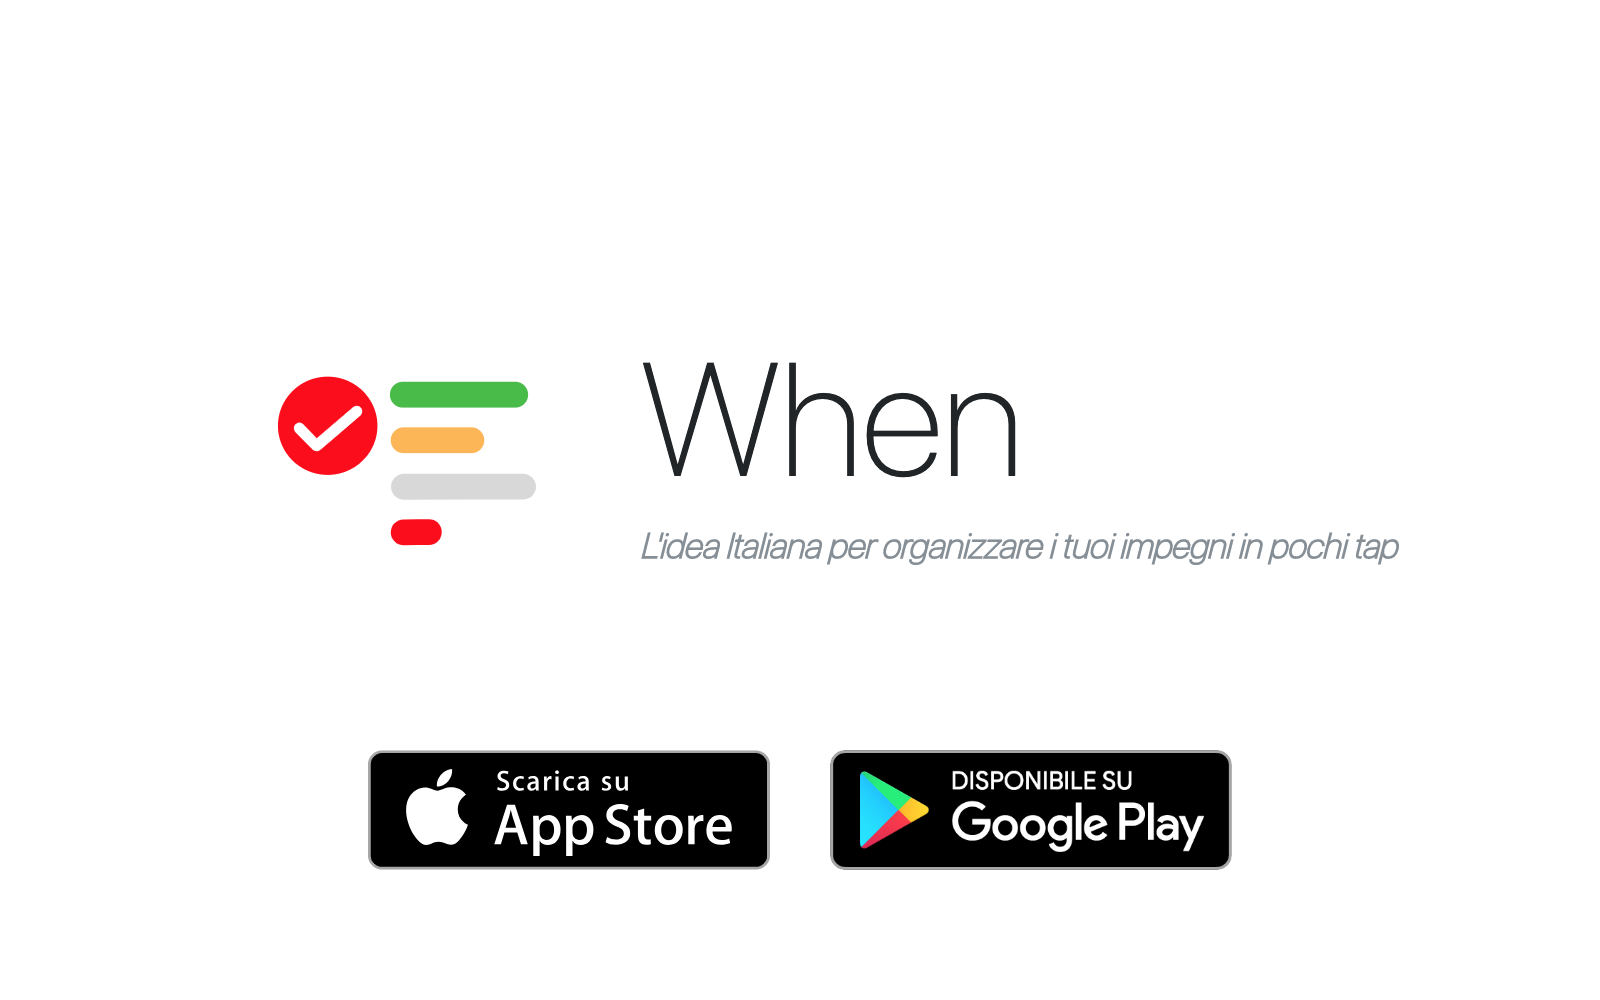 When
L'idea Italiana per organizzare i tuoi impegni in pochi tap
Scarica su
App Store
DISPONIBILE SU
Google Play